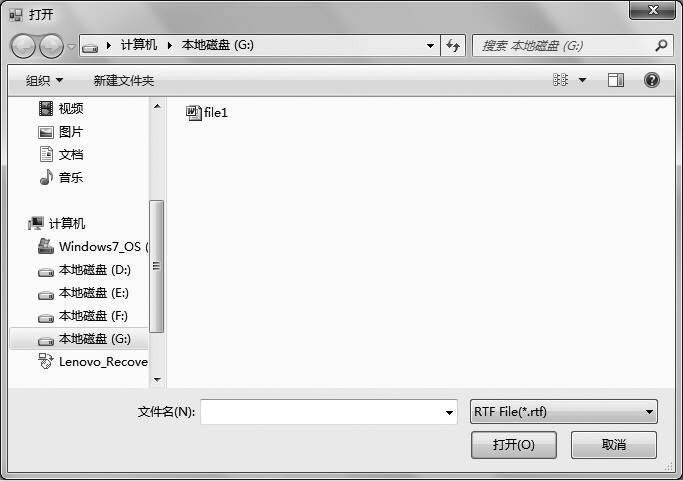 打开
计算机 本地磁盘 (G:)
搜索 本地磁盘 (G:)
组织 新建文件夹
视频
图片
文档
音乐
计算机
Windows7_OS (
本地磁盘 (D:)
本地磁盘 (E:)
本地磁盘 (F:)
本地磁盘 (G:)
Lenovo_Recove
file1
文件名(N):
RTF File(*.rtf)
打开(O)
取消